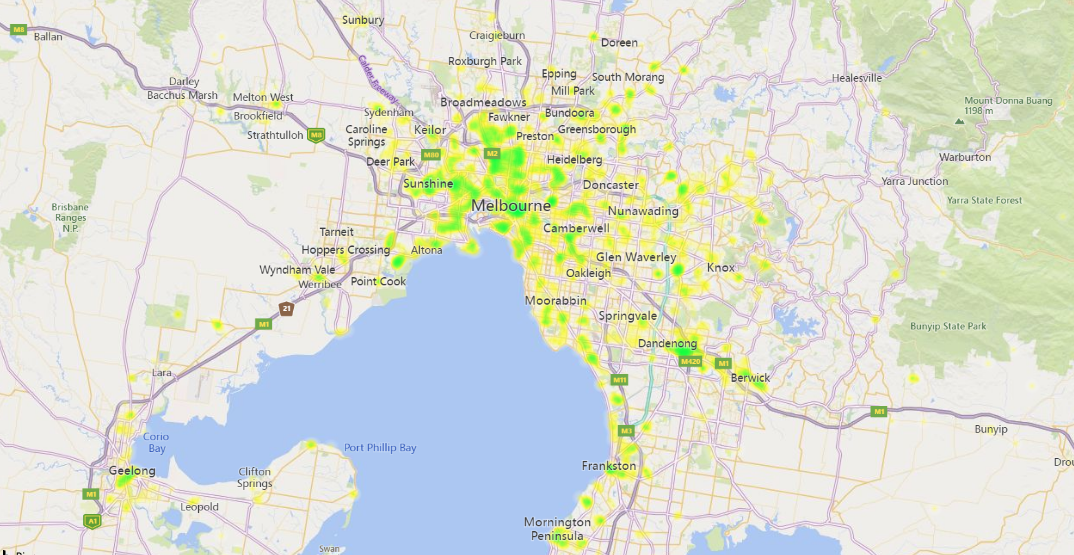 Sunbury
M8
Ballan
Craigieburn
Doreen
Roxburgh Park
Calder Freeway
Epping
South Morang
Healesville
Darley
Mill Park
Bacchus Marsh
Melton West
Broadmeadows
Mount Donna Buang
1198 m
Brookfield
Sydenham
Fawkner
Bundoora
Strathtulloh
M8
Caroline
Springs
Keilor
Preston
Greensborough
M80
M2
Deer Park
Heidelberg
Warburton
Sunshine
Doncaster
Yarra Junction
Brisbane
Ranges
N.P.
Melbourne
Nunawading
Yarra State Forest
Tarneit
Camberwell
Hoppers Crossing
Altona
Glen Waverley
Wyndham Vale
Oakleigh
Knox
Werribee
Point Cook
21
Moorabbin
M1
Springvale
Bunyip State Park
Dandenong
M420
M1
Lara
M11
Berwick
M1
Bunyip
M3
Corio
Bay
Port Phillip Bay
Geelong
Clifton
Springs
Frankston
Drou
M1
Leopold
A1
Mornington
Peninsula
Swan